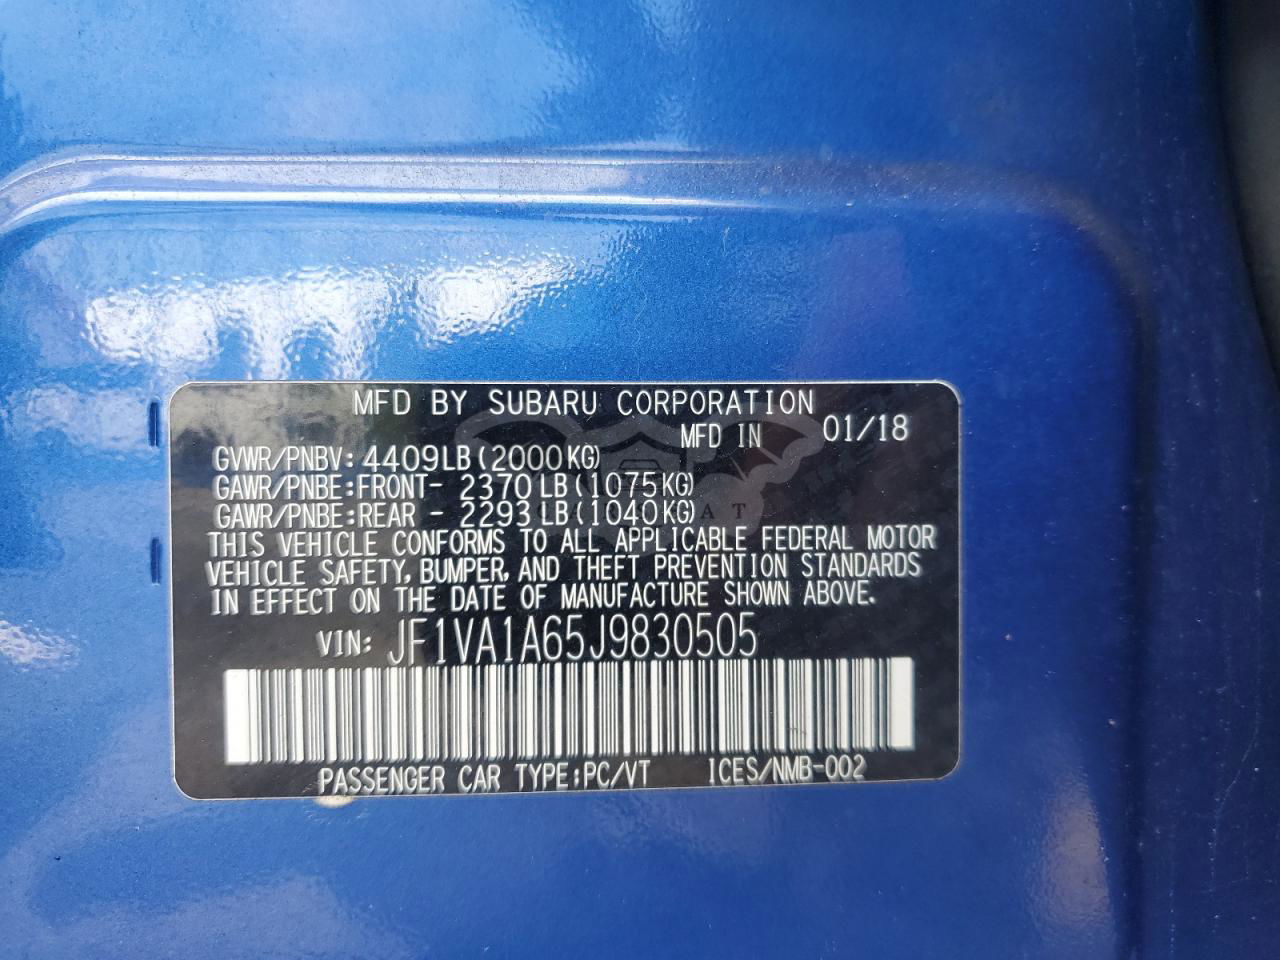 MFD BY SUBARU CORPORATION
MFD IN 01/18
GVWR/PNBV: 4409LB(2000KG)
GAWR/PNBE:FRONT- 2370LB(1075KG)
GAWR/PNBE:REAR - 2293LB(1040KG)
THIS VEHICLE CONFORMS TO ALL APPLICABLE FEDERAL MOTOR
VEHICLE SAFETY, BUMPER, AND THEFT PREVENTION STANDARDS
IN EFFECT ON THE DATE OF MANUFACTURE SHOWN ABOVE.
VIN: JF1VA1A65J9830505
PASSENGER CAR TYPE:PC/VT ICES/NMB-002